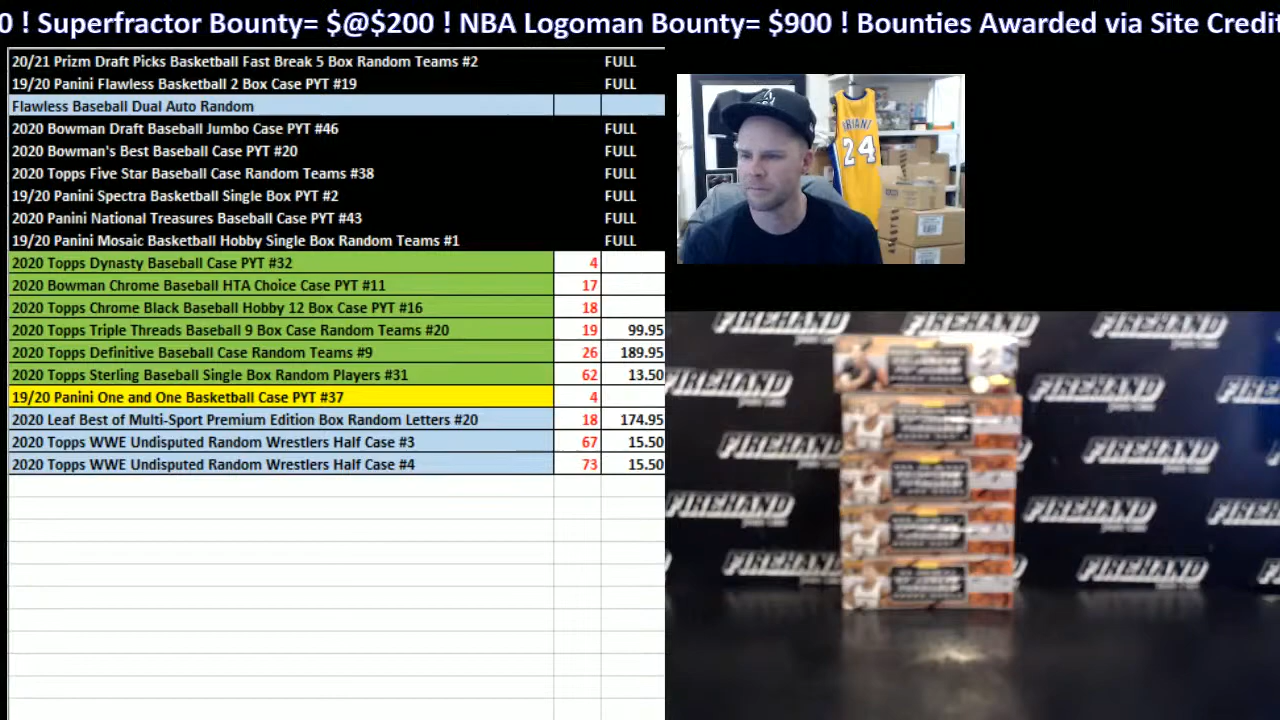 0 ! Superfractor Bounty= $@$200 ! NBA Logoman Bounty= $900 ! Bounties Awarded via Site Credit
20/21 Prizm Draft Picks Basketball Fast Break 5 Box Random Teams #2 FULL
19/20 Panini Flawless Basketball 2 Box Case PYT #19 FULL
Flawless Baseball Dual Auto Random
2020 Bowman Draft Baseball Jumbo Case PYT #46 FULL
2020 Bowman's Best Baseball Case PYT #20 FULL
2020 Topps Five Star Baseball Case Random Teams #38 FULL
19/20 Panini Spectra Basketball Single Box PYT #2 FULL
2020 Panini National Treasures Baseball Case PYT #43 FULL
19/20 Panini Mosaic Basketball Hobby Single Box Random Teams #1 FULL
2020 Topps Dynasty Baseball Case PYT #32 4
2020 Bowman Chrome Baseball HTA Choice Case PYT #11 17
2020 Topps Chrome Black Baseball Hobby 12 Box Case PYT #16 18
2020 Topps Triple Threads Baseball 9 Box Case Random Teams #20 19 99.95
2020 Topps Definitive Baseball Case Random Teams #9 26 189.95
2020 Topps Sterling Baseball Single Box Random Players #31 62 13.50
19/20 Panini One and One Basketball Case PYT #37 4
2020 Leaf Best of Multi-Sport Premium Edition Box Random Letters #20 18 174.95
2020 Topps WWE Undisputed Random Wrestlers Half Case #3 67 15.50
2020 Topps WWE Undisputed Random Wrestlers Half Case #4 73 15.50
24
FIREHAND FIREHAND FIREHAND
FIREHAND FIREHAND
FIREHAND FIREHAND
FIREHAND FIREHAND FIREHAND
FIREHAND FIREHAND